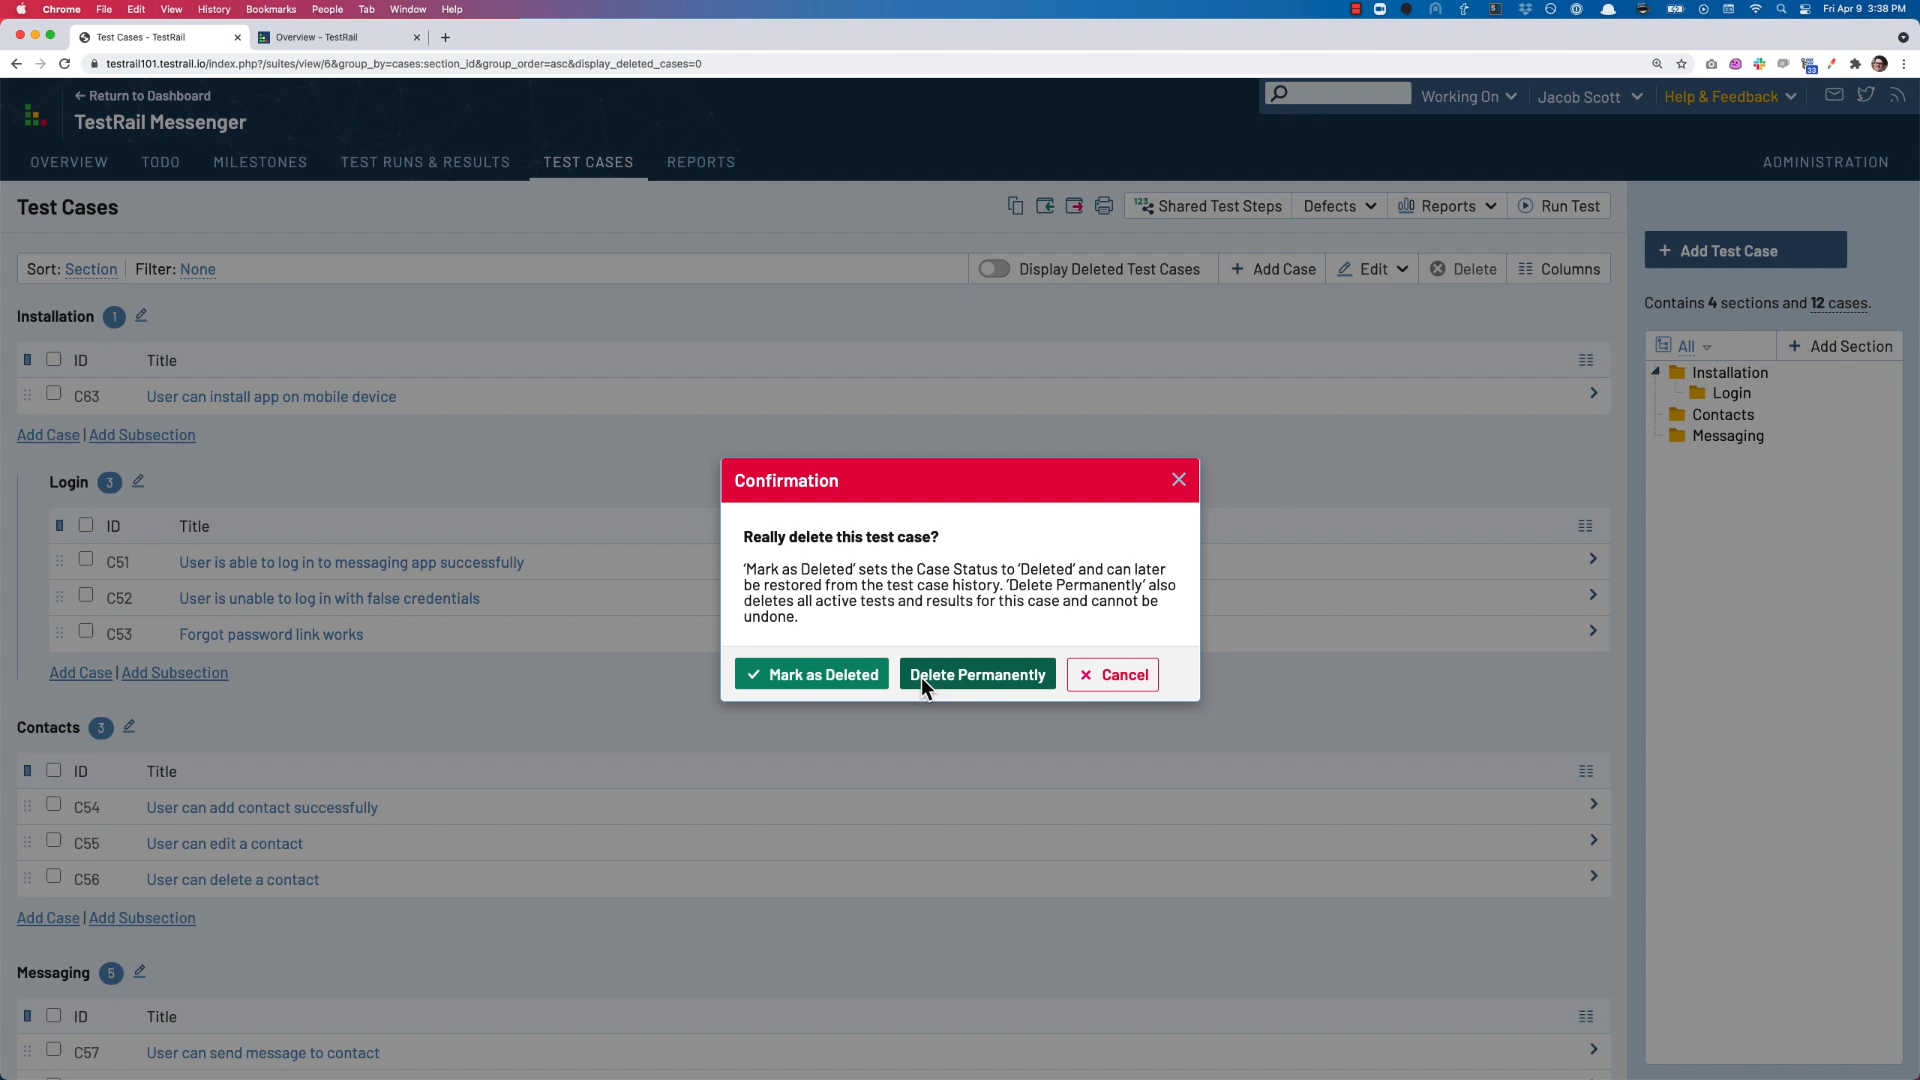 Chrome File Edit View History Bookmarks People Tab Window Help
Fri Apr 9 3:38 PM
Test Cases - TestRail
Overview - TestRail
testrail101.testrail.io/index.php?/suites/view/6&group_by=cases:section_id&group_order=asc&display_deleted_cases=0
33
← Return to Dashboard
TestRail Messenger
Working On
Jacob Scott
Help & Feedback
OVERVIEW TODO MILESTONES TEST RUNS & RESULTS TEST CASES REPORTS
ADMINISTRATION
Test Cases
123 Shared Test Steps
Defects
Reports
Run Test
Sort: Section Filter: None
Display Deleted Test Cases
+ Add Case
Edit
Delete
Columns
Installation 1
ID Title
C63 User can install app on mobile device
Add Case | Add Subsection
Login 3
ID Title
C51 User is able to log in to messaging app successfully
C52 User is unable to log in with false credentials
C53 Forgot password link works
Add Case | Add Subsection
Contacts 3
ID Title
C54 User can add contact successfully
C55 User can edit a contact
C56 User can delete a contact
Add Case | Add Subsection
Messaging 5
ID Title
C57 User can send message to contact
+ Add Test Case
Contains 4 sections and 12 cases.
All
+ Add Section
Installation
Login
Contacts
Messaging
Confirmation
Really delete this test case?
'Mark as Deleted' sets the Case Status to 'Deleted' and can later
be restored from the test case history. 'Delete Permanently' also
deletes all active tests and results for this case and cannot be
undone.
Mark as Deleted
Delete Permanently
Cancel